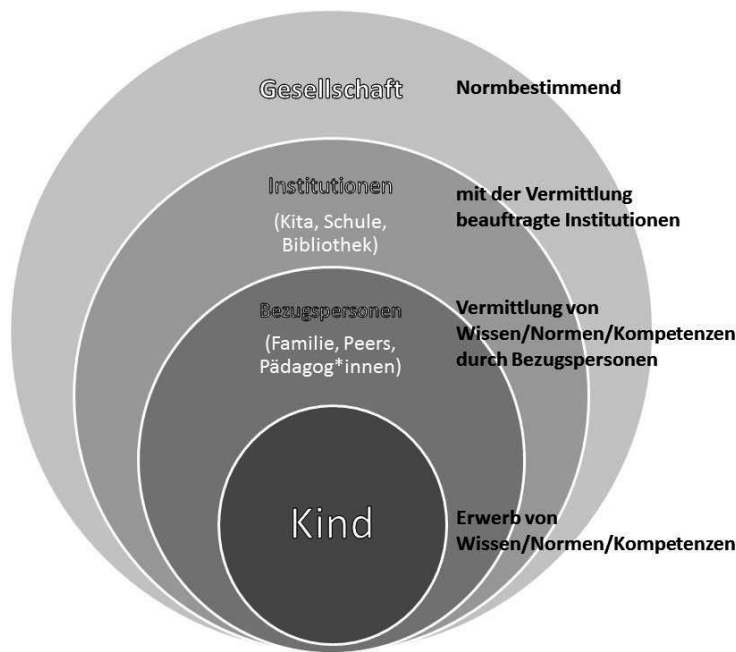 Gesellschaft
Normbestimmend
Institutionen
(Kita, Schule,
Bibliothek)
mit der Vermittlung
beauftragte Institutionen
Bezugspersonen
(Familie, Peers,
Pädagog*innen)
Vermittlung von
Wissen/Normen/Kompetenzen
durch Bezugspersonen
Kind
Erwerb von
Wissen/Normen/Kompetenzen